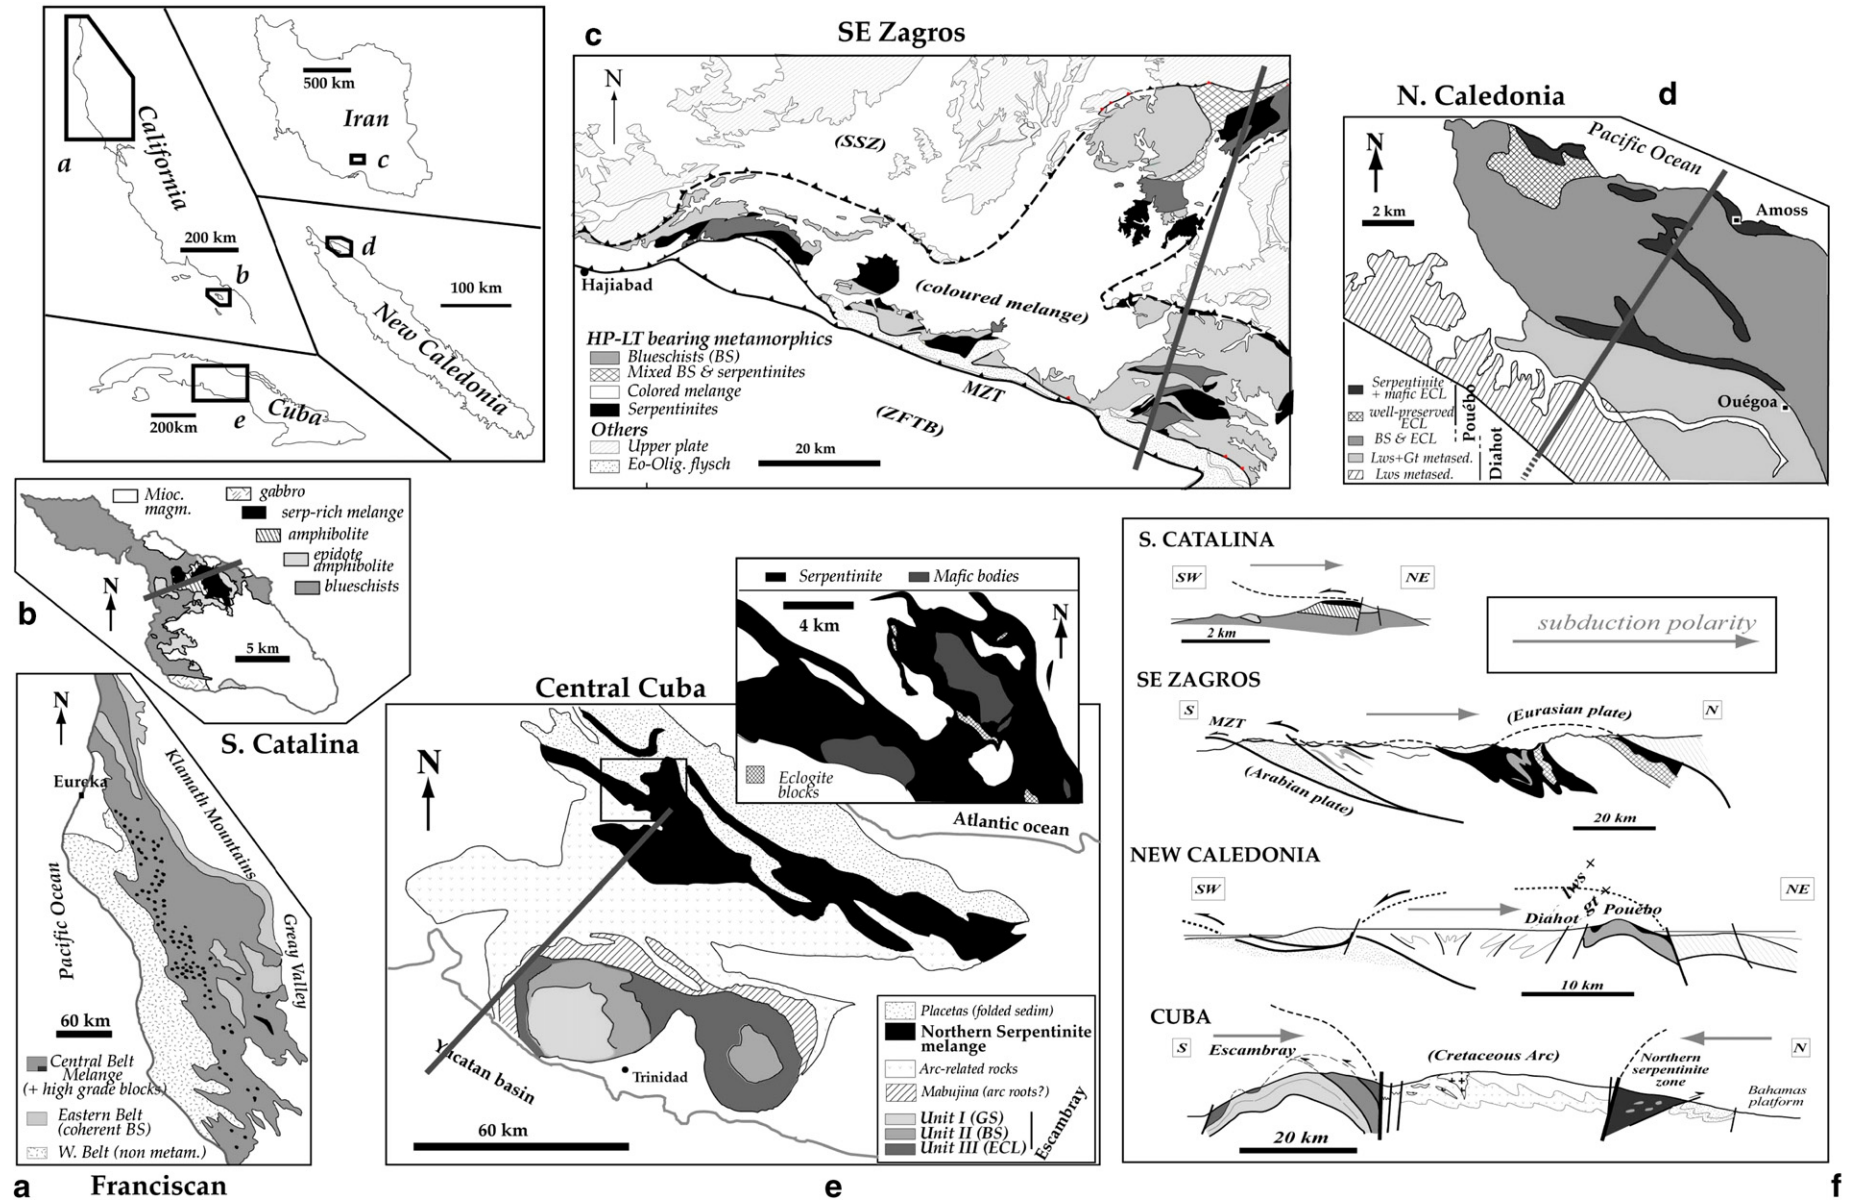 500 km
Iran
c
California
a
200 km
b
d
100 km
New Caledonia
200km
e
Cuba
c
SE Zagros
N
(SSZ)
Hajiabad
(coloured melange)
MZT
(ZFTB)
HP-LT bearing metamorphics
Blueschists (BS)
Mixed BS & serpentinites
Colored melange
Serpentinites
Others
Upper plate
Eo-Olig. flysch
20 km
N. Caledonia
d
N
2 km
Pacific Ocean
Amoss
Ouégoa
Serpentinite
+ mafic ECL
well-preserved
ECL
BS & ECL
Lws+Gt metased.
Lws metased.
Pouébo
Diahot
Mioc.
magm.
gabbro
serp-rich melange
amphibolite
epidote
amphibolite
blueschists
N
b
5 km
S. Catalina
N
Eureka
Klamath Mountains
Pacific Ocean
Greay Valley
60 km
Central Belt
Melange
(+ high grade blocks)
Eastern Belt
(coherent BS)
W. Belt (non metam.)
a
Franciscan
Central Cuba
N
Serpentinite
Mafic bodies
4 km
N
Eclogite
blocks
Atlantic ocean
Yucatan basin
Trinidad
60 km
Placetas (folded sedim)
Northern Serpentinite
melange
Arc-related rocks
Mabujina (arc roots?)
Unit I (GS)
Unit II (BS)
Unit III (ECL)
Escambray
e
S. CATALINA
SW
NE
2 km
subduction polarity
SE ZAGROS
S
MZT
(Eurasian plate)
N
(Arabian plate)
20 km
NEW CALEDONIA
SW
lws +
gt +
NE
Diahot
Pouébo
10 km
CUBA
S
Escambray
(Cretaceous Arc)
Northern
serpentinite
zone
N
Bahamas
platform
20 km
f